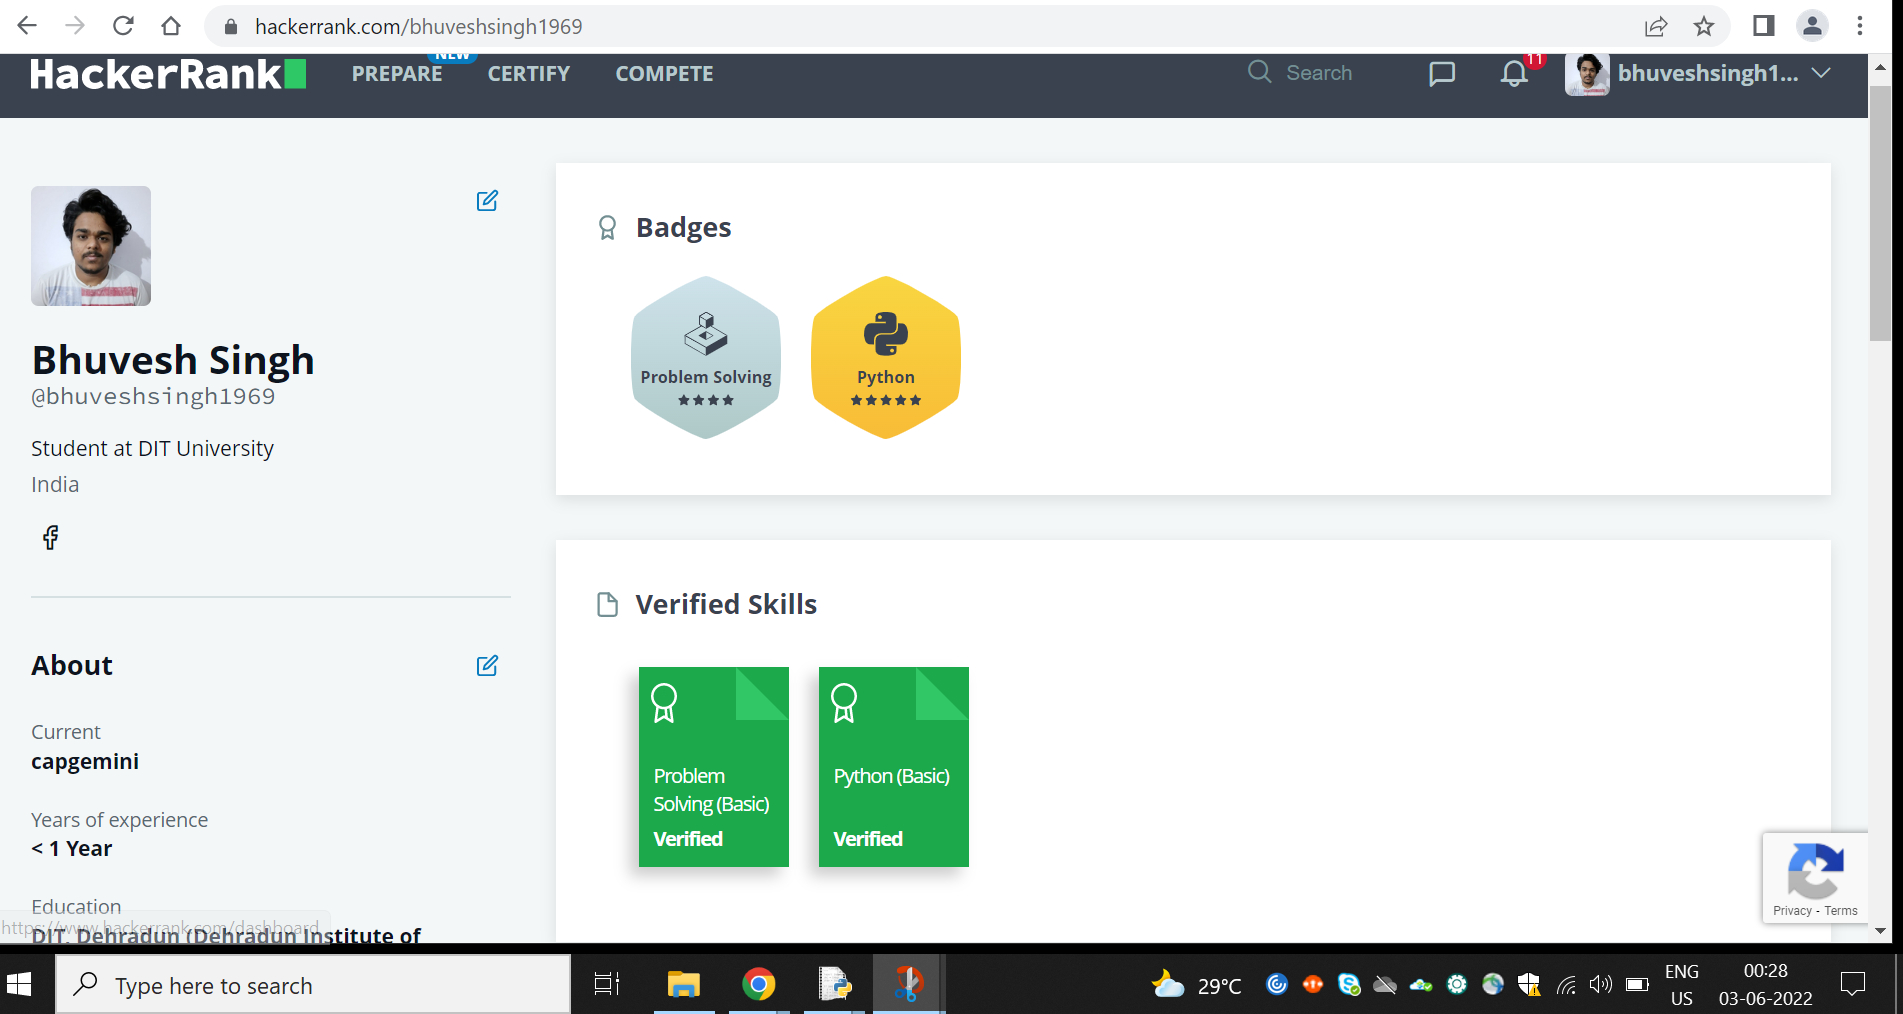 hackerrank.com/bhuveshsingh1969
HackerRank
PREPARE
NEW
CERTIFY
COMPETE
Search
11
bhuveshsingh1...
Bhuvesh Singh
@bhuveshsingh1969
Student at DIT University
India
About
Current
capgemini
Years of experience
< 1 Year
Education
https://www.hackerrank.com/dashboard
DIT, Dehradun (Dehradun Institute of
Badges
Problem Solving
Python
Verified Skills
Problem
Solving (Basic)
Verified
Python (Basic)
Verified
Privacy - Terms
Type here to search
29°C
ENG
US
00:28
03-06-2022